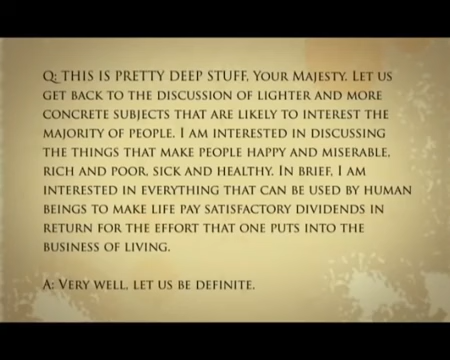 Q: THIS IS PRETTY DEEP STUFF, YOUR MAJESTY. LET US
GET BACK TO THE DISCUSSION OF LIGHTER AND MORE
CONCRETE SUBJECTS THAT ARE LIKELY TO INTEREST THE
MAJORITY OF PEOPLE. I AM INTERESTED IN DISCUSSING
THE THINGS THAT MAKE PEOPLE HAPPY AND MISERABLE,
RICH AND POOR, SICK AND HEALTHY. IN BRIEF, I AM
INTERESTED IN EVERYTHING THAT CAN BE USED BY HUMAN
BEINGS TO MAKE LIFE PAY SATISFACTORY DIVIDENDS IN
RETURN FOR THE EFFORT THAT ONE PUTS INTO THE
BUSINESS OF LIVING.
A: VERY WELL, LET US BE DEFINITE.